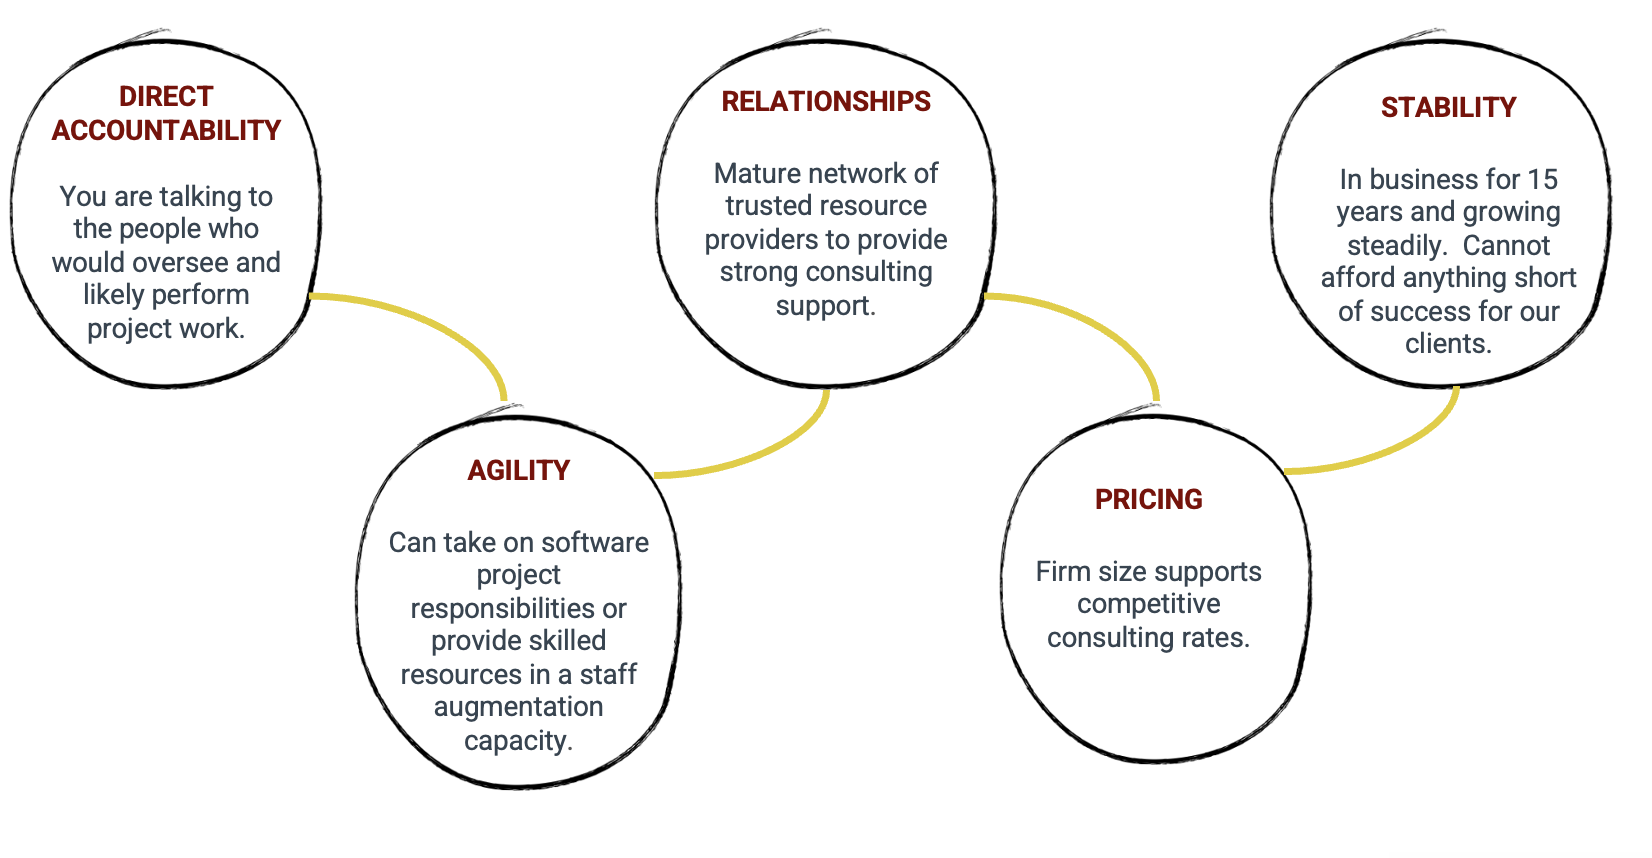 DIRECT
ACCOUNTABILITY
You are talking to
the people who
would oversee and
likely perform
project work.
AGILITY
Can take on software
project
responsibilities or
provide skilled
resources in a staff
augmentation
capacity.
RELATIONSHIPS
Mature network of
trusted resource
providers to provide
strong consulting
support.
PRICING
Firm size supports
competitive
consulting rates.
STABILITY
In business for 15
years and growing
steadily.  Cannot
afford anything short
of success for our
clients.